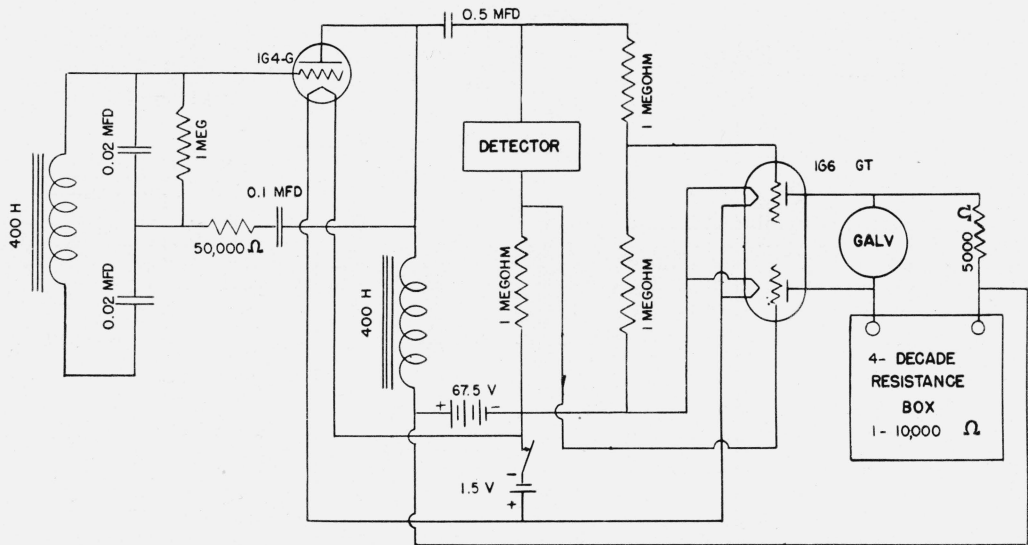 0.5 MFD
1G4-G
0.02 MFD
1 MEG
1 MEGOHM
DETECTOR
1G6 GT
0.1 MFD
400 H
50,000 Ω
GALV
5000 Ω
0.02 MFD
400 H
1 MEGOHM
1 MEGOHM
4- DECADE
RESISTANCE
BOX
1- 10,000 Ω
67.5 V
+ -
-
1.5 V
+